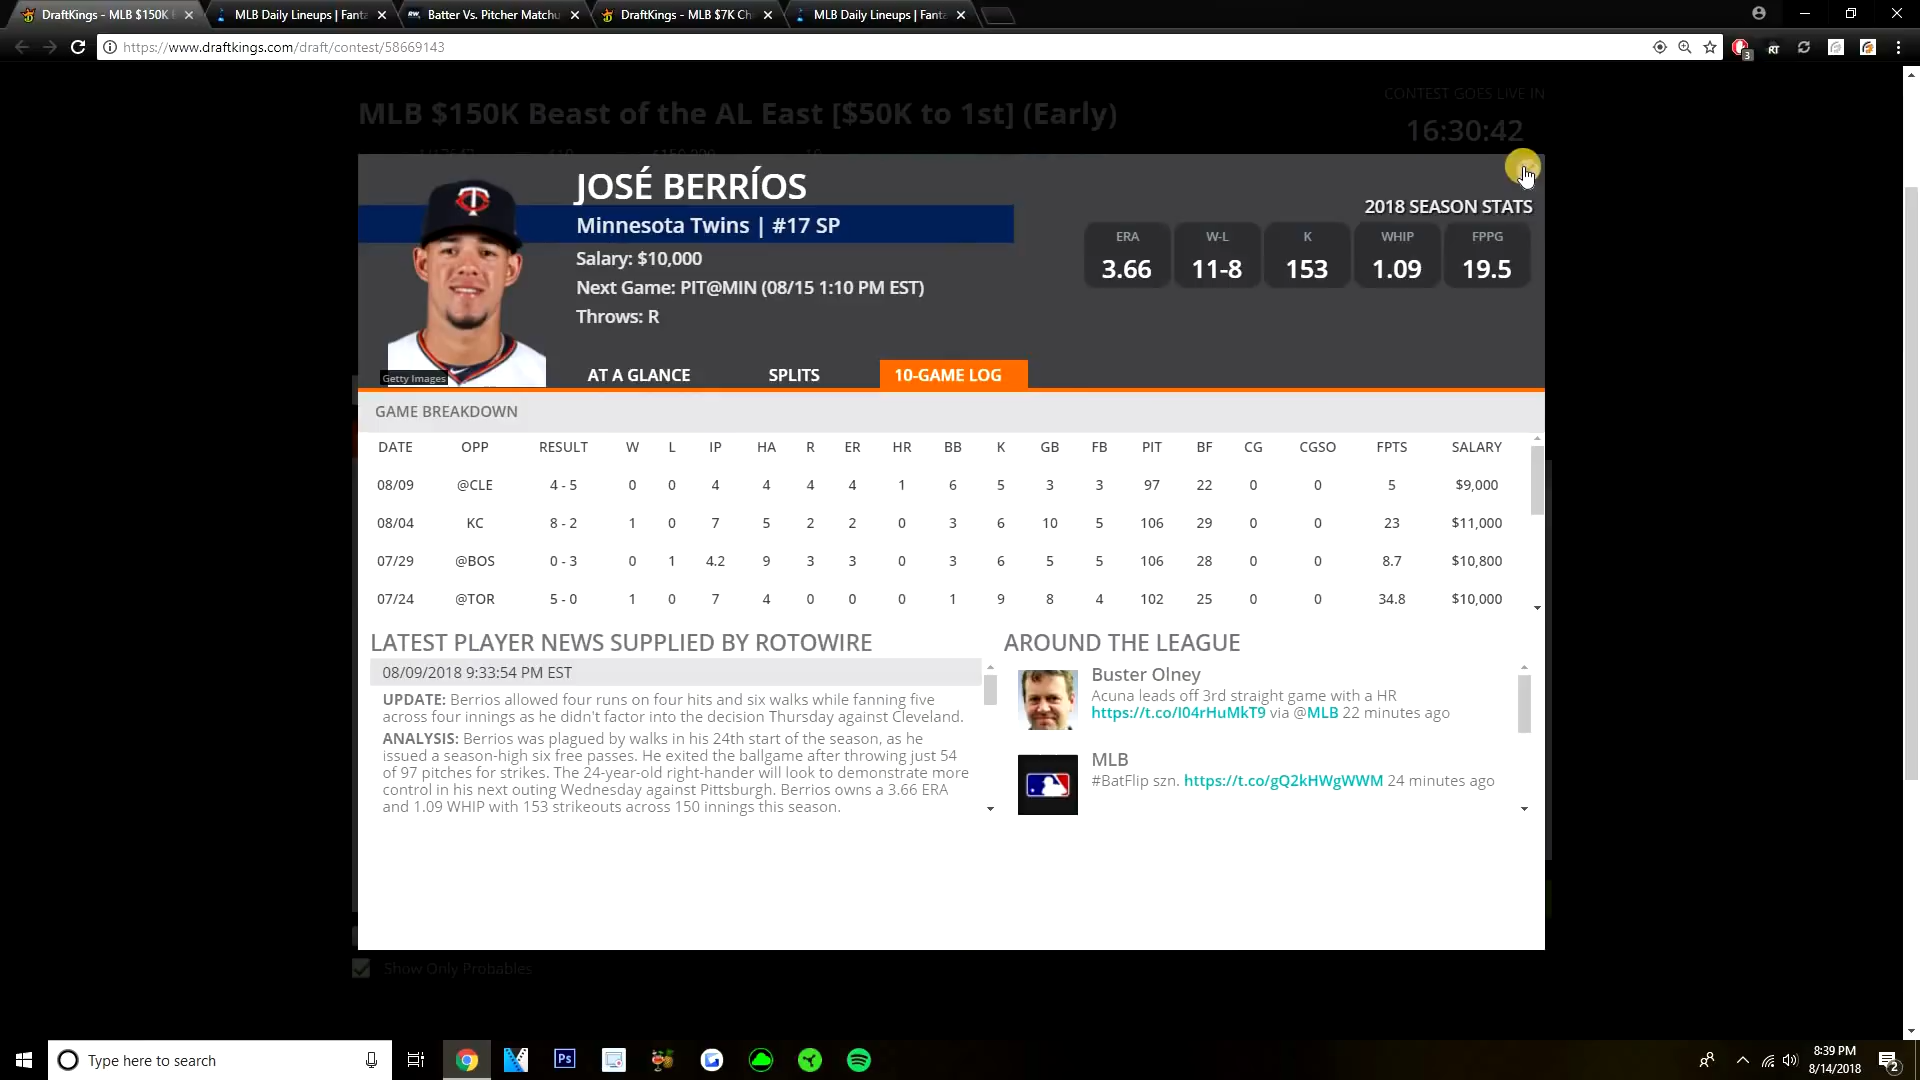 DraftKings - MLB $150K
MLB Daily Lineups | Fanta
Batter Vs. Pitcher Matchu
DraftKings - MLB $7K Ch
MLB Daily Lineups | Fanta
https://www.draftkings.com/draft/contest/58669143
3
RT
MLB $150K Beast of the AL East [$50K to 1st] (Early)
CONTEST GOES LIVE IN
16:30:42
JOSÉ BERRÍOS
Minnesota Twins | #17 SP
Salary: $10,000
Next Game: PIT@MIN (08/15 1:10 PM EST)
Throws: R
Getty Images
2018 SEASON STATS
ERA W-L K WHIP FPPG
3.66 11-8 153 1.09 19.5
AT A GLANCE SPLITS 10-GAME LOG
GAME BREAKDOWN
DATE OPP RESULT W L IP HA R ER HR BB K GB FB PIT BF CG CGSO FPTS SALARY
08/09 @CLE 4 - 5 0 0 4 4 4 4 1 6 5 3 3 97 22 0 0 5 $9,000
08/04 KC 8 - 2 1 0 7 5 2 2 0 3 6 10 5 106 29 0 0 23 $11,000
07/29 @BOS 0 - 3 0 1 4.2 9 3 3 0 3 6 5 5 106 28 0 0 8.7 $10,800
07/24 @TOR 5 - 0 1 0 7 4 0 0 0 1 9 8 4 102 25 0 0 34.8 $10,000
LATEST PLAYER NEWS SUPPLIED BY ROTOWIRE
08/09/2018 9:33:54 PM EST
UPDATE: Berrios allowed four runs on four hits and six walks while fanning five
across four innings as he didn't factor into the decision Thursday against Cleveland.
ANALYSIS: Berrios was plagued by walks in his 24th start of the season, as he
issued a season-high six free passes. He exited the ballgame after throwing just 54
of 97 pitches for strikes. The 24-year-old right-hander will look to demonstrate more
control in his next outing Wednesday against Pittsburgh. Berrios owns a 3.66 ERA
and 1.09 WHIP with 153 strikeouts across 150 innings this season.
AROUND THE LEAGUE
Buster Olney
Acuna leads off 3rd straight game with a HR
https://t.co/I04rHuMkT9 via @MLB 22 minutes ago
MLB
#BatFlip szn. https://t.co/gQ2kHWgWWM 24 minutes ago
Show Only Probables
Type here to search
Ps
8:39 PM
8/14/2018
2